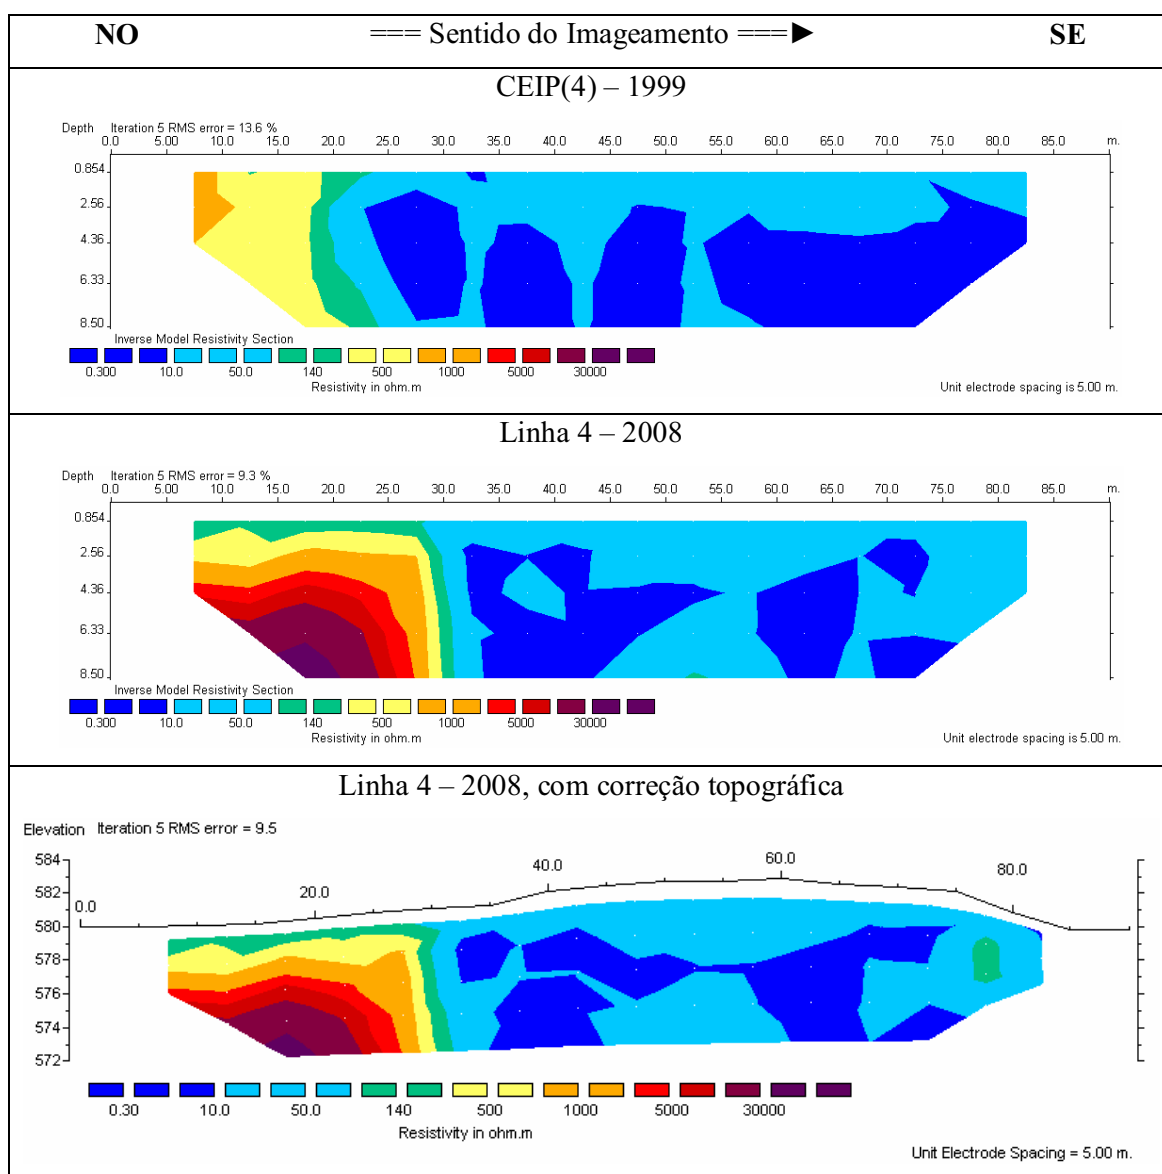 NO === Sentido do Imageamento ===► SE
CEIP(4) – 1999
Depth Iteration 5 RMS error = 13.6 %
0.0 5.00 10.0 15.0 20.0 25.0 30.0 35.0 40.0 45.0 50.0 55.0 60.0 65.0 70.0 75.0 80.0 85.0 m.
0.854
2.56
4.36
6.33
8.50
Inverse Model Resistivity Section
0.300 10.0 50.0 140 500 1000 5000 30000
Resistivity in ohm.m
Unit electrode spacing is 5.00 m.
Linha 4 – 2008
Depth Iteration 5 RMS error = 9.3 %
0.0 5.00 10.0 15.0 20.0 25.0 30.0 35.0 40.0 45.0 50.0 55.0 60.0 65.0 70.0 75.0 80.0 85.0 m.
0.854
2.56
4.36
6.33
8.50
Inverse Model Resistivity Section
0.300 10.0 50.0 140 500 1000 5000 30000
Resistivity in ohm.m
Unit electrode spacing is 5.00 m.
Linha 4 – 2008, com correção topográfica
Elevation Iteration 5 RMS error = 9.5
584
582
580
578
576
574
572
0.0 20.0 40.0 60.0 80.0
0.30 10.0 50.0 140 500 1000 5000 30000
Resistivity in ohm.m
Unit Electrode Spacing = 5.00 m.